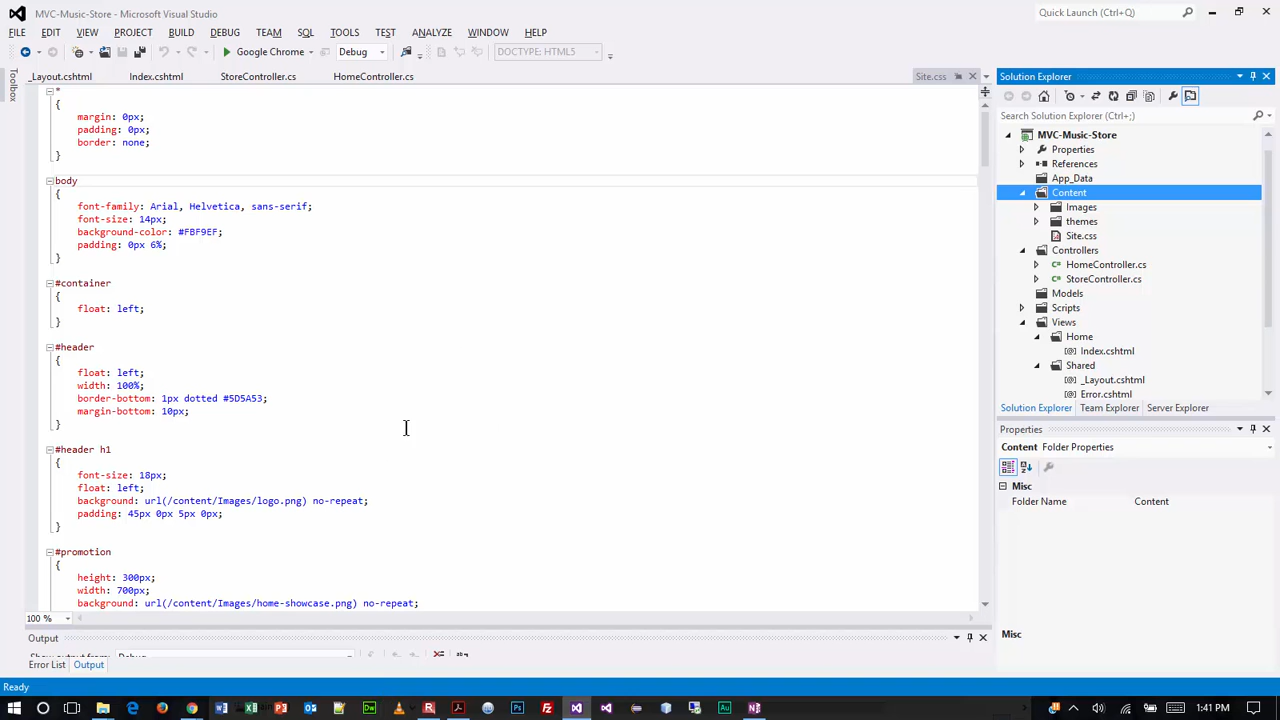 MVC-Music-Store - Microsoft Visual Studio
Quick Launch (Ctrl+Q)
FILE EDIT VIEW PROJECT BUILD DEBUG TEAM SQL TOOLS TEST ANALYZE WINDOW HELP
Google Chrome Debug DOCTYPE: HTML5
Toolbox
_Layout.cshtml Index.cshtml StoreController.cs HomeController.cs Site.css
*
{
margin: 0px;
padding: 0px;
border: none;
}
body
{
font-family: Arial, Helvetica, sans-serif;
font-size: 14px;
background-color: #FBF9EF;
padding: 0px 6%;
}
#container
{
float: left;
}
#header
{
float: left;
width: 100%;
border-bottom: 1px dotted #5D5A53;
margin-bottom: 10px;
}
#header h1
{
font-size: 18px;
float: left;
background: url(/content/Images/logo.png) no-repeat;
padding: 45px 0px 5px 0px;
}
#promotion
{
height: 300px;
width: 700px;
background: url(/content/Images/home-showcase.png) no-repeat;
100 %
Output
Show output from: Debug
Error List Output
Ready
Solution Explorer
Search Solution Explorer (Ctrl+;)
MVC-Music-Store
Properties
References
App_Data
Content
Images
themes
Site.css
Controllers
HomeController.cs
StoreController.cs
Models
Scripts
Views
Home
Index.cshtml
Shared
_Layout.cshtml
Error.cshtml
Solution Explorer Team Explorer Server Explorer
Properties
Content Folder Properties
Misc
Folder Name Content
Misc
1:41 PM